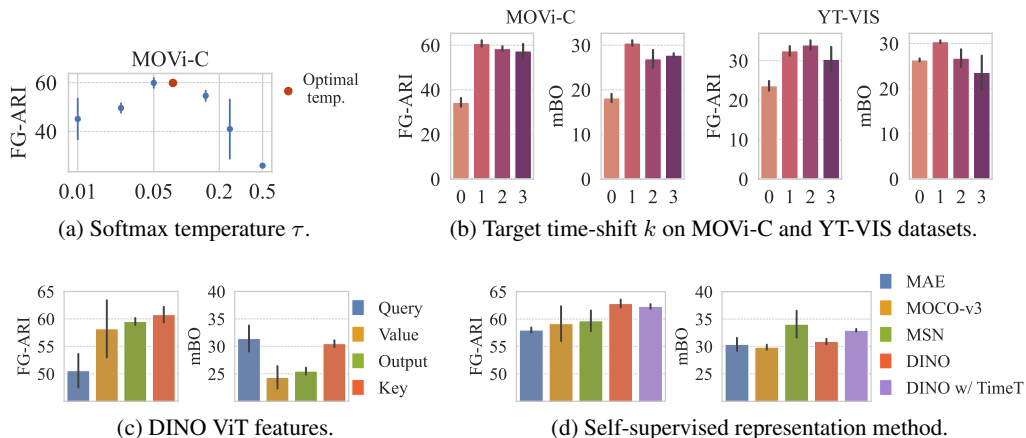 MOVi-C
FG-ARI
60
40
0.01
0.05
0.2
0.5
Optimal
temp.
(a) Softmax temperature τ.
MOVi-C
YT-VIS
FG-ARI
60
40
20
0
0 1 2 3
mBO
30
20
10
0
0 1 2 3
FG-ARI
30
20
10
0
0 1 2 3
mBO
30
20
10
0
0 1 2 3
(b) Target time-shift k on MOVi-C and YT-VIS datasets.
FG-ARI
65
60
55
50
mBO
40
35
30
25
Query
Value
Output
Key
(c) DINO ViT features.
FG-ARI
65
60
55
50
mBO
40
35
30
25
MAE
MOCO-v3
MSN
DINO
DINO w/ TimeT
(d) Self-supervised representation method.